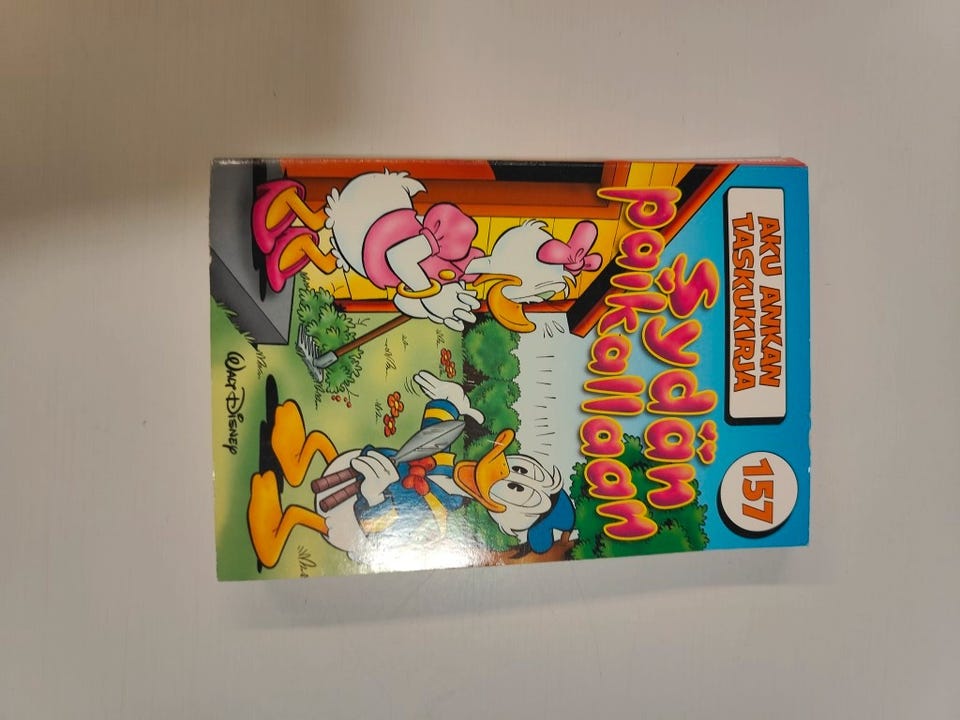 AKU ANKAN
TASKUKIRJA
157
Sydän
paikallaan
WALT DISNEY